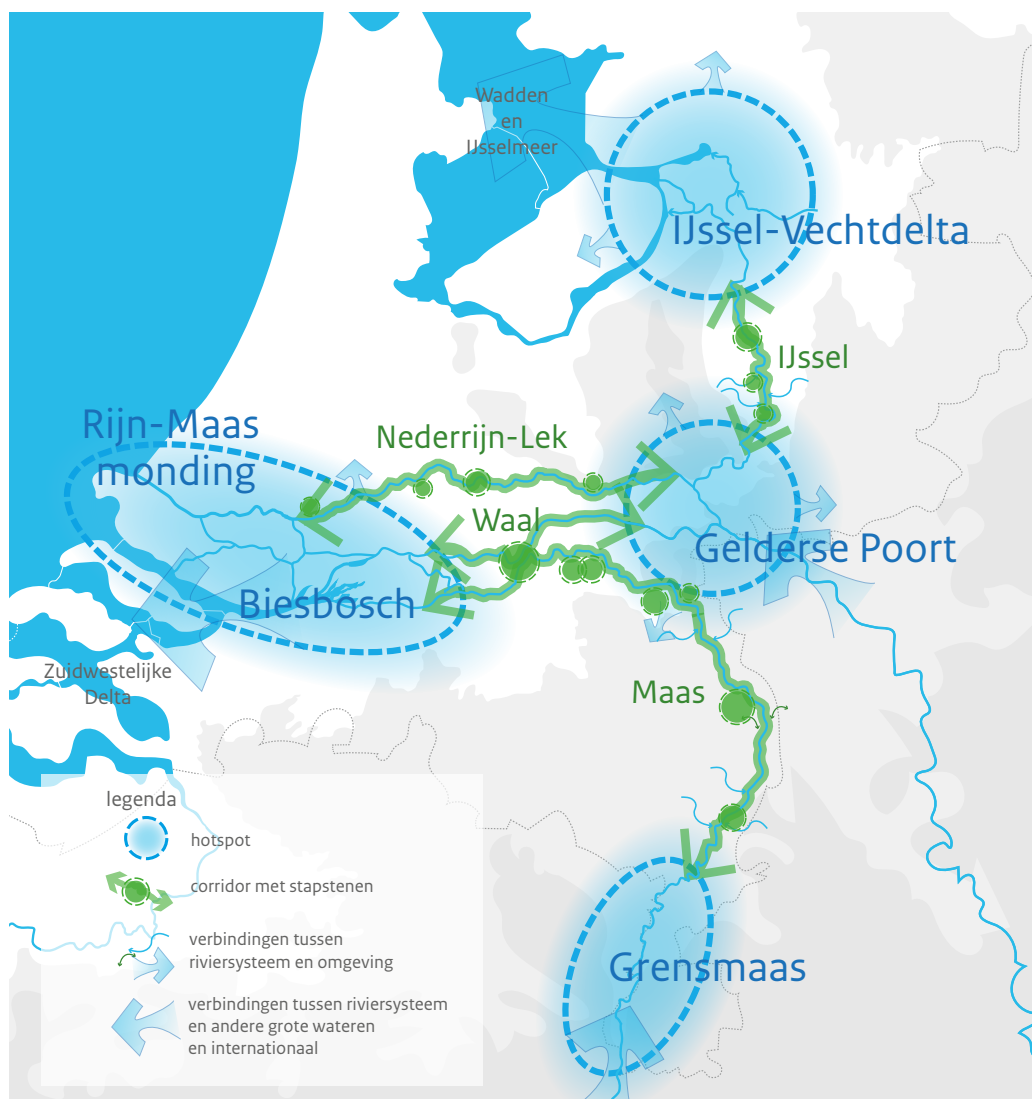 Wadden
en
IJsselmeer
IJssel-Vechtdelta
IJssel
Rijn-Maas
monding
Nederrijn-Lek
Waal
Gelderse Poort
Biesbosch
Zuidwestelijke
Delta
Maas
Grensmaas
legenda
hotspot
corridor met stapstenen
verbindingen tussen
riviersysteem en omgeving
verbindingen tussen riviersysteem
en andere grote wateren
en internationaal